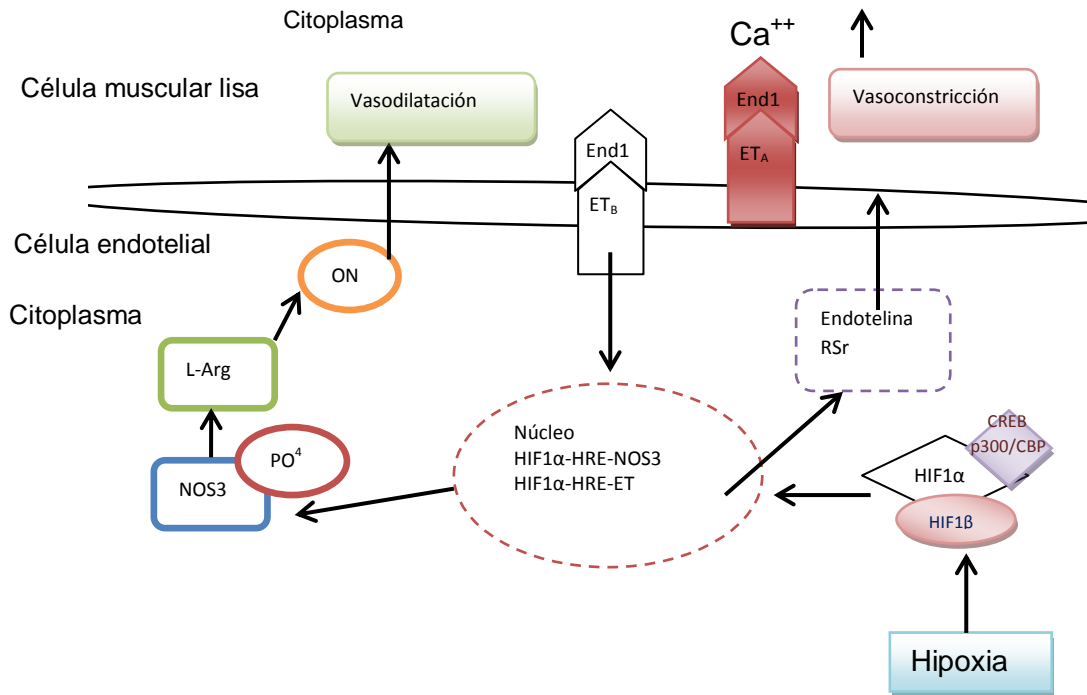 Citoplasma
Ca++
Célula muscular lisa
Vasodilatación
End1
Vasoconstricción
End1
ETA
ETB
Célula endotelial
ON
Citoplasma
Endotelina
RSr
L-Arg
CREB
p300/CBP
Núcleo
HIF1α-HRE-NOS3
HIF1α-HRE-ET
PO4
NOS3
HIF1α
HIF1β
Hipoxia